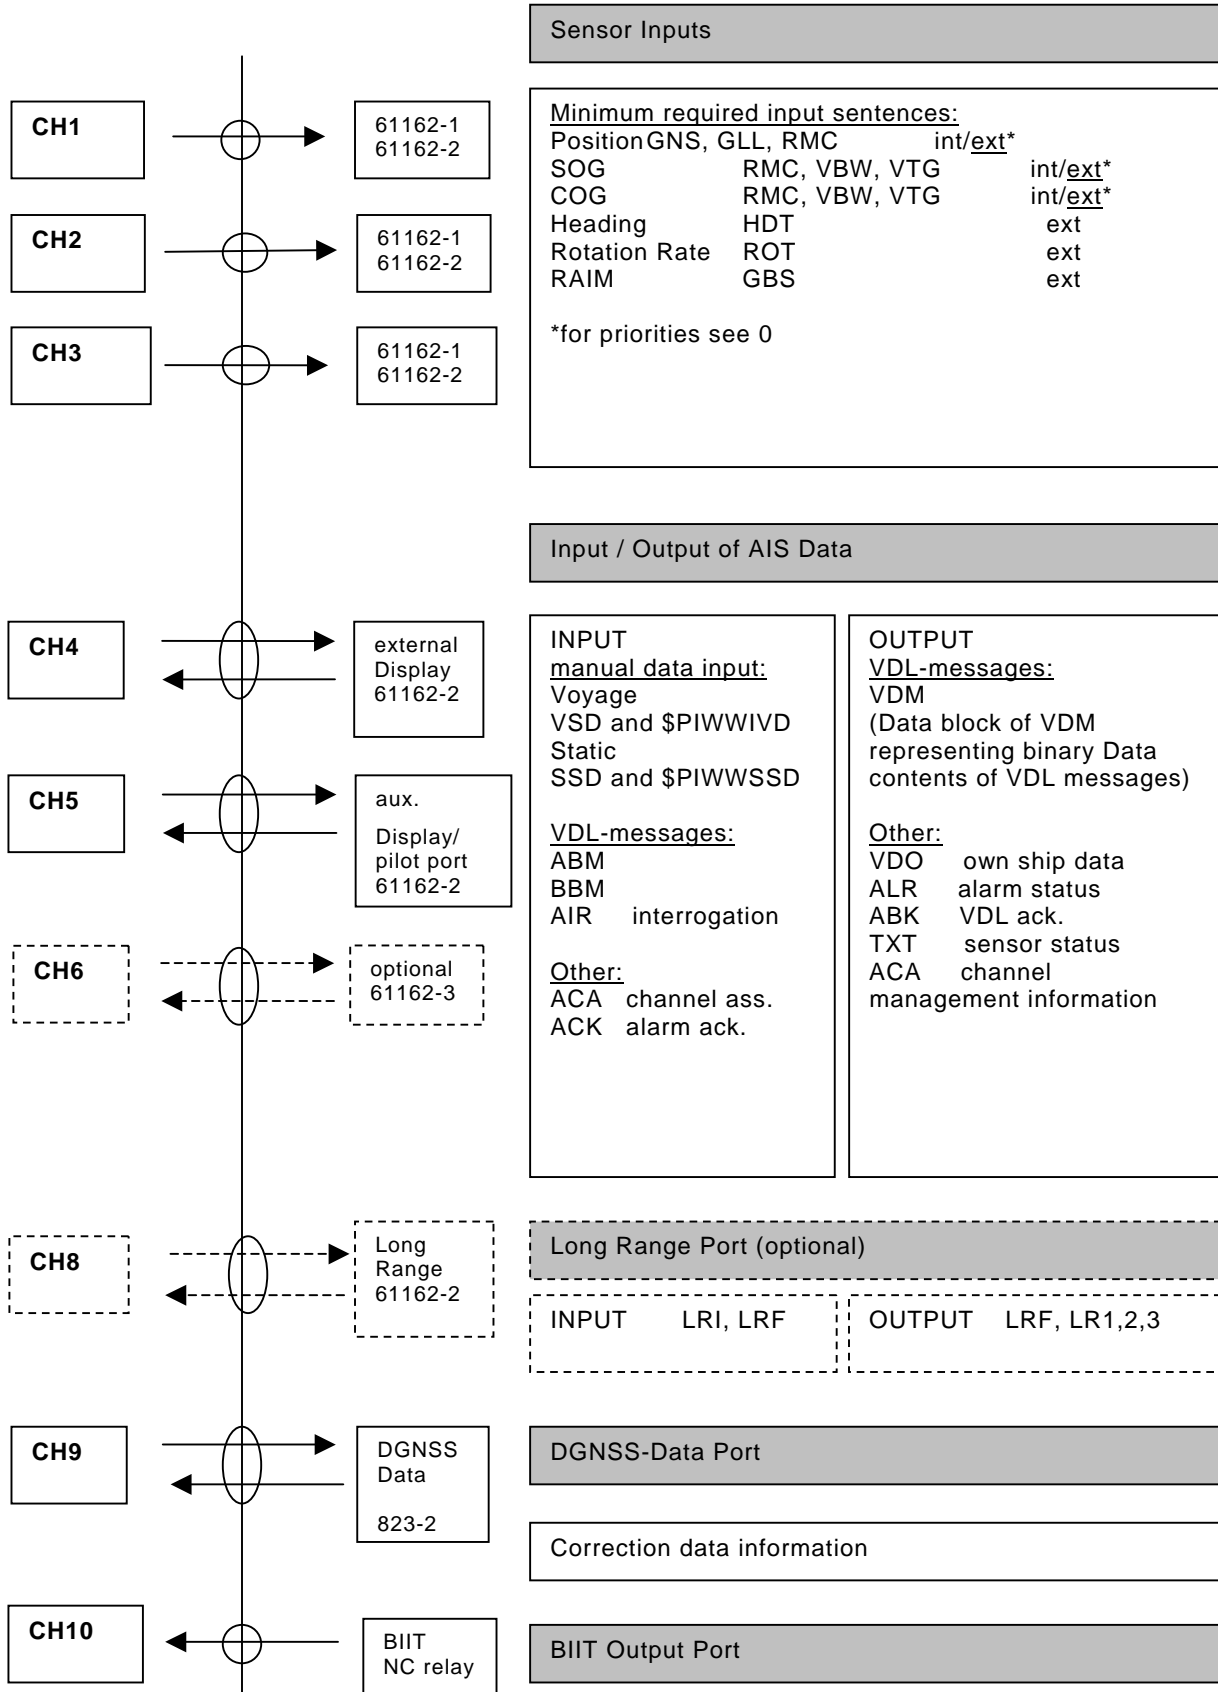 Sensor Inputs
CH1
61162-1
61162-2
Minimum required input sentences:
Position GNS, GLL, RMC int/ext*
SOG RMC, VBW, VTG int/ext*
COG RMC, VBW, VTG int/ext*
Heading HDT ext
Rotation Rate ROT ext
RAIM GBS ext
*for priorities see 0
CH2
61162-1
61162-2
CH3
61162-1
61162-2
Input / Output of AIS Data
CH4
external
Display
61162-2
CH5
aux.
Display/
pilot port
61162-2
CH6
optional
61162-3
INPUT
manual data input:
Voyage
VSD and $PIWWIVD
Static
SSD and $PIWWSSD
VDL-messages:
ABM
BBM
AIR interrogation
Other:
ACA channel ass.
ACK alarm ack.
OUTPUT
VDL-messages:
VDM
(Data block of VDM
representing binary Data
contents of VDL messages)
Other:
VDO own ship data
ALR alarm status
ABK VDL ack.
TXT sensor status
ACA channel
management information
CH8
Long
Range
61162-2
Long Range Port (optional)
INPUT LRI, LRF
OUTPUT LRF, LR1,2,3
CH9
DGNSS
Data
823-2
DGNSS-Data Port
Correction data information
CH10
BIIT
NC relay
BIIT Output Port